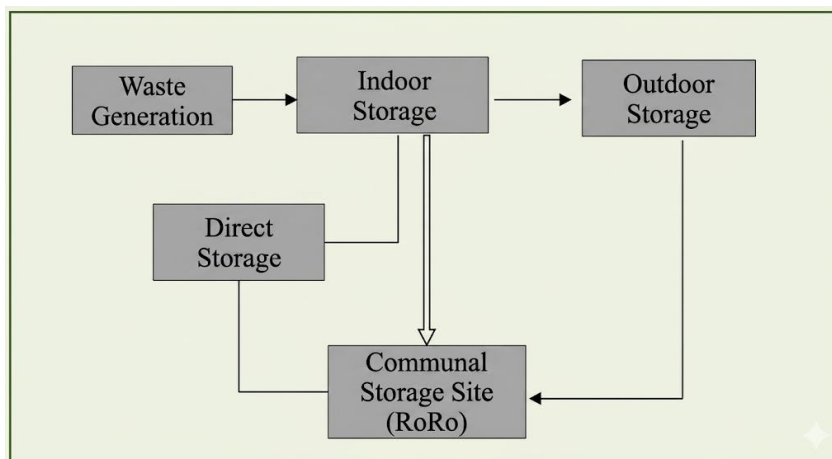 Waste
Generation
Indoor
Storage
Outdoor
Storage
Direct
Storage
Communal
Storage Site
(RoRo)